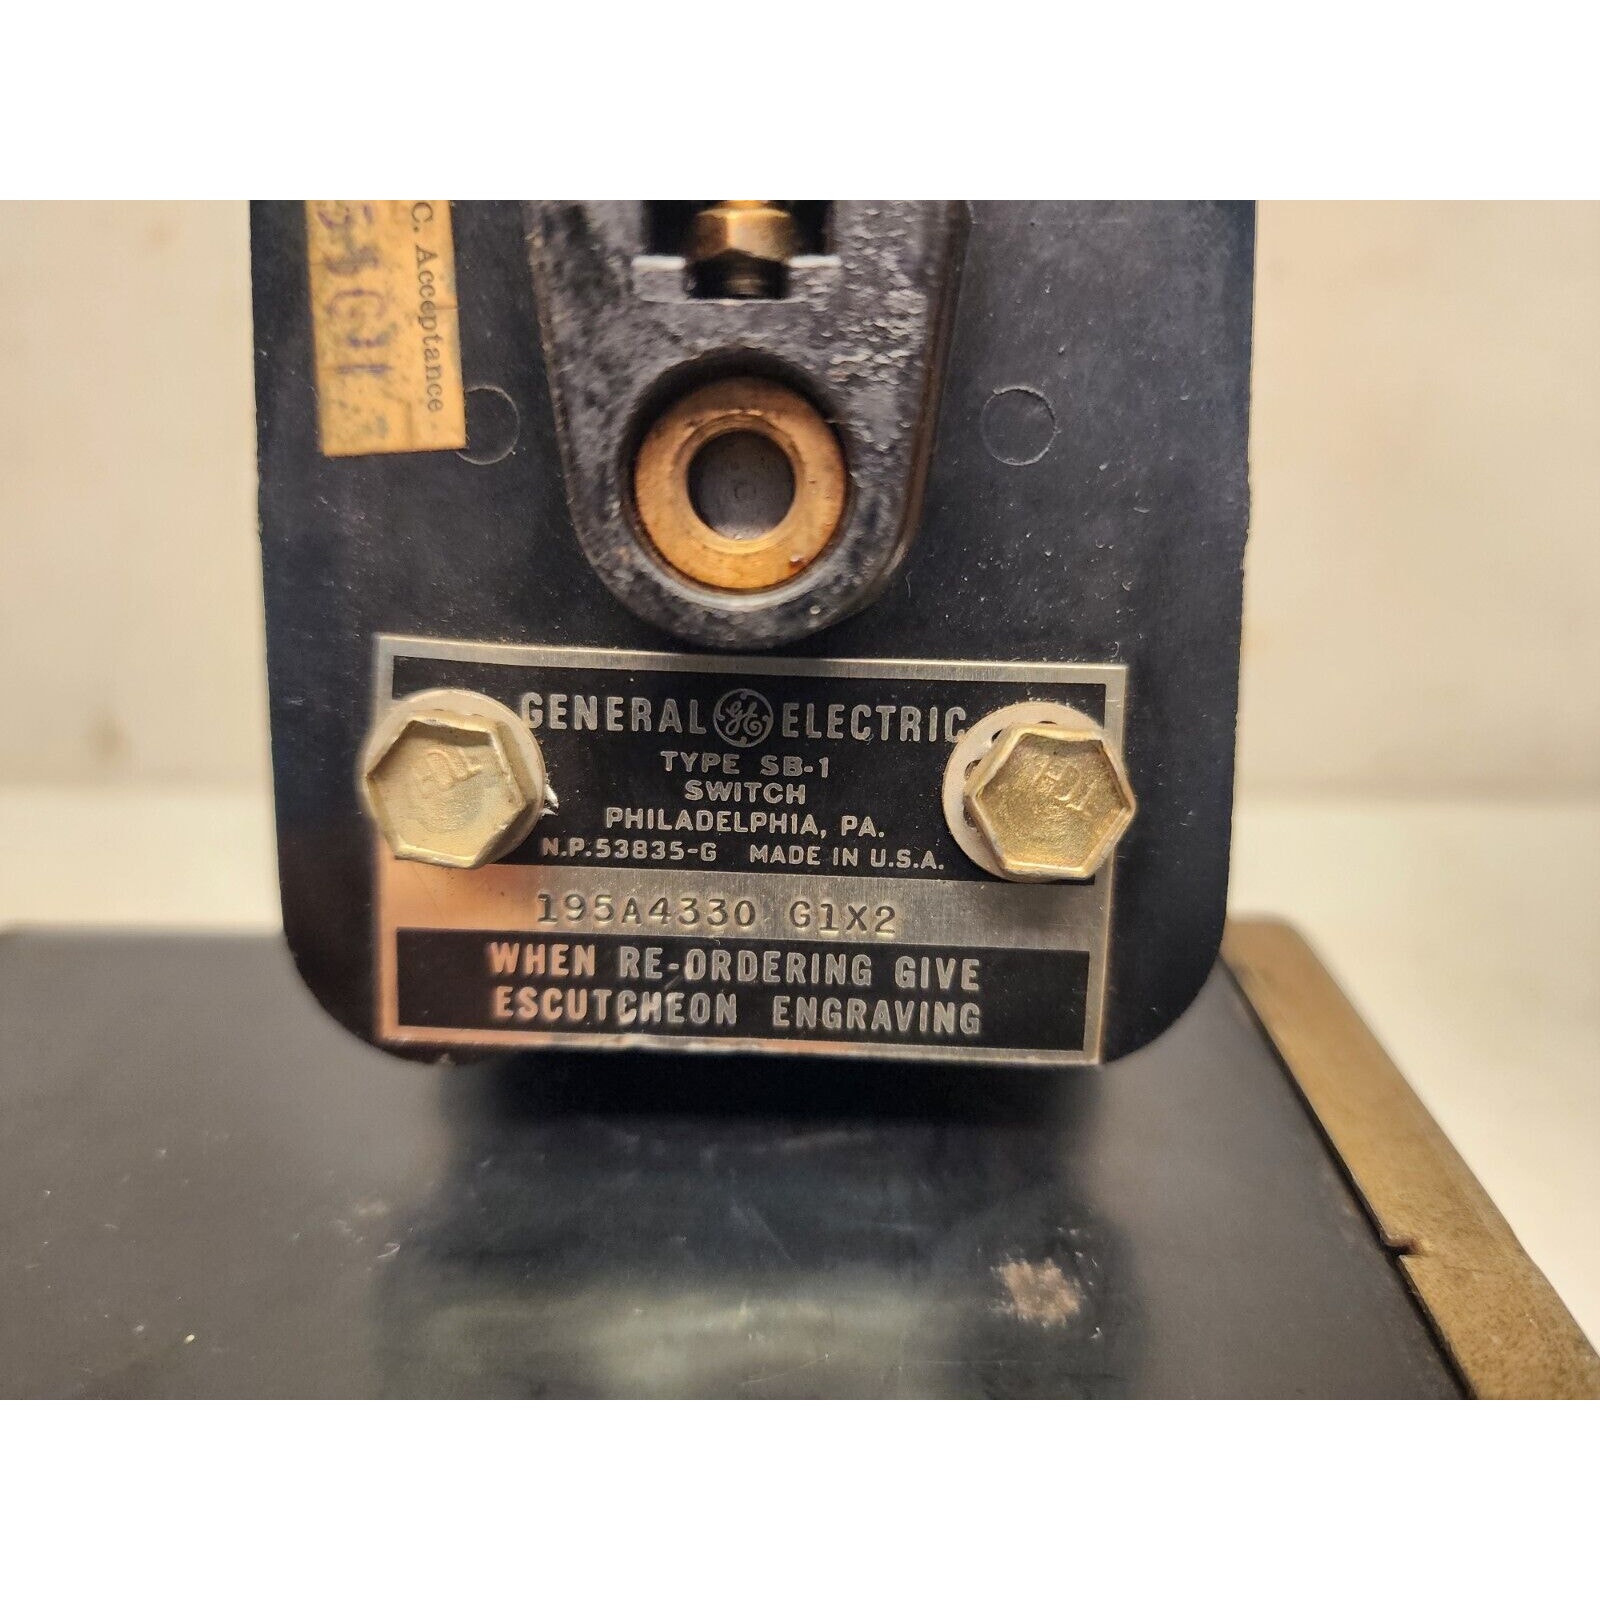 C. Acceptance
GENERAL GE ELECTRIC
TYPE SB-1
SWITCH
PHILADELPHIA, PA.
N.P.53835-G MADE IN U.S.A.
195A4330 G1X2
WHEN RE-ORDERING GIVE
ESCUTCHEON ENGRAVING